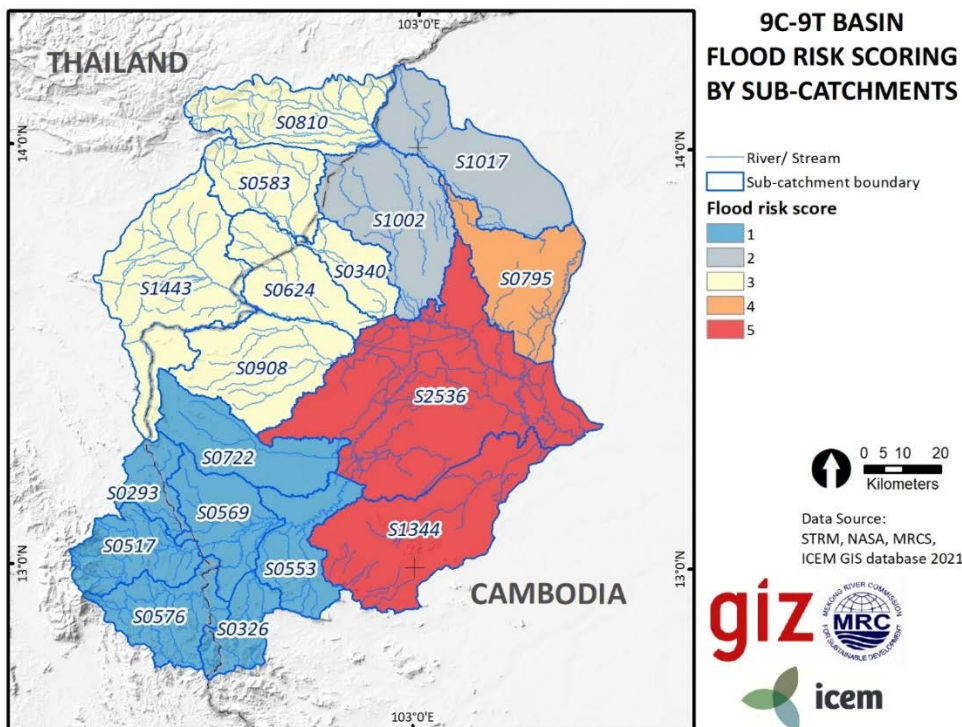 103°0'E
9C-9T BASIN
FLOOD RISK SCORING
BY SUB-CATCHMENTS
THAILAND
14°N
14°0'N
River/ Stream
Sub-catchment boundary
Flood risk score
1
2
3
4
5
S0810
S1017
S0583
S1002
S0340
S0795
S1443
S0624
S0908
S2536
S0722
S0293
S0569
S1344
S0517
S0553
S0576
S0326
13°0'N
13°0'N
CAMBODIA
103°0'E
0 5 10 20
Kilometers
Data Source:
STRM, NASA, MRCS,
ICEM GIS database 2021
giz
MEKONG RIVER COMMISSION
MRC
FOR SUSTAINABLE DEVELOPMENT
icem